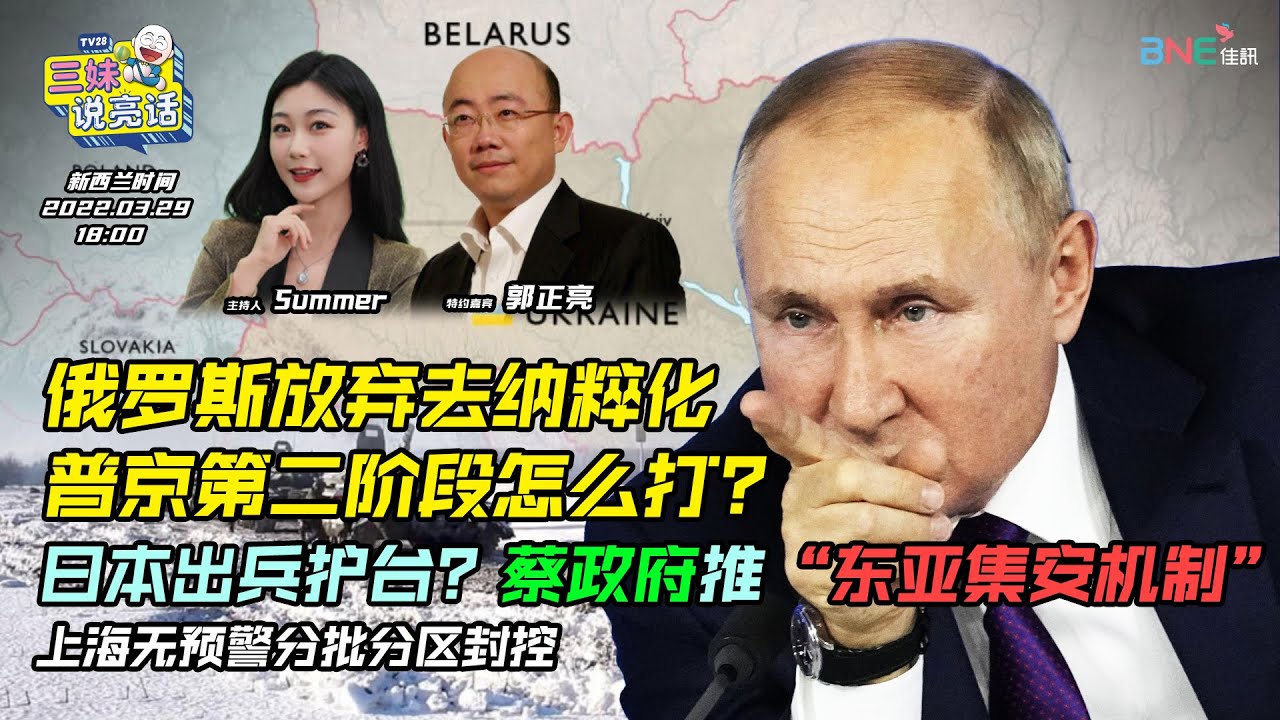 TV28
三妹
说亮话
新西兰时间
2022.03.29
18:00
BELARUS
BNE佳訊
POLAND
Kyiv
主持人 Summer
特约嘉宾 郭正亮
UKRAINE
SLOVAKIA
俄罗斯放弃去纳粹化
普京第二阶段怎么打？
日本出兵护台？蔡政府推“东亚集安机制”
上海无预警分批分区封控